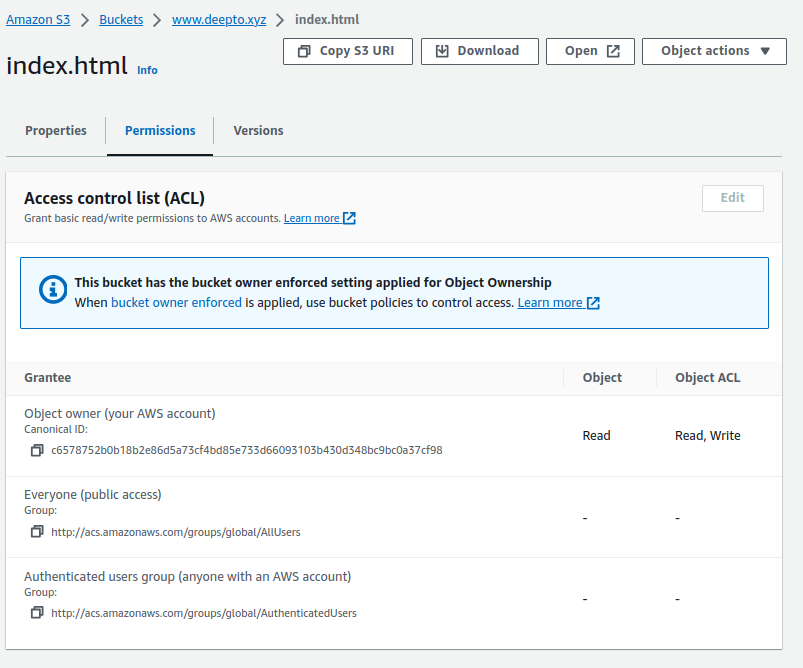 Amazon S3 > Buckets > www.deepto.xyz > index.html
index.html Info
Copy S3 URI Download Open Object actions ▼
Properties Permissions Versions
Access control list (ACL)
Edit
Grant basic read/write permissions to AWS accounts. Learn more
This bucket has the bucket owner enforced setting applied for Object Ownership
When bucket owner enforced is applied, use bucket policies to control access. Learn more
Grantee Object Object ACL
Object owner (your AWS account)
Canonical ID:
Read Read, Write
c6578752b0b18b2e86d5a73cf4bd85e733d66093103b430d348bc9bc0a37cf98
Everyone (public access)
Group:
- -
http://acs.amazonaws.com/groups/global/AllUsers
Authenticated users group (anyone with an AWS account)
Group:
- -
http://acs.amazonaws.com/groups/global/AuthenticatedUsers